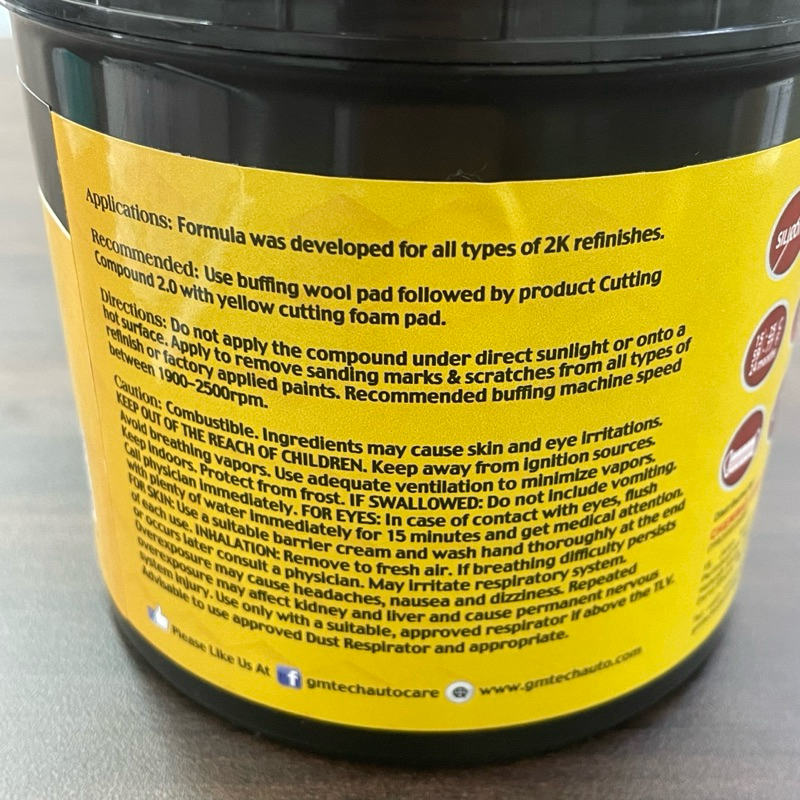 Applications: Formula was developed for all types of 2K refinishes.
Recommended: Use buffing wool pad followed by product Cutting
Compound 2.0 with yellow cutting foam pad.
Directions: Do not apply the compound under direct sunlight or onto a
hot surface. Apply to remove sanding marks & scratches from all types of
refinish or factory applied paints. Recommended buffing machine speed
between 1900-2500rpm.
Caution: Combustible. Ingredients may cause skin and eye irritations.
KEEP OUT OF THE REACH OF CHILDREN. Keep away from ignition sources.
Avoid breathing vapors. Use adequate ventilation to minimize vapors.
Keep indoors. Protect from frost. IF SWALLOWED: Do not include vomiting.
Call physician immediately. FOR EYES: In case of contact with eyes, flush
with plenty of water immediately for 15 minutes and get medical attention.
FOR SKIN: Use a suitable barrier cream and wash hand thoroughly at the end
of each use. INHALATION: Remove to fresh air. If breathing difficulty persists
or occurs later consult a physician. May irritate respiratory system.
Overexposure may cause headaches, nausea and dizziness. Repeated
overexposure may affect kidney and liver and cause permanent nervous
system injury. Use only with a suitable, approved respirator if above the TLV.
Advisable to use approved Dust Respirator and appropriate.
Please Like Us At f gmtechautocare www.gmtechauto.com